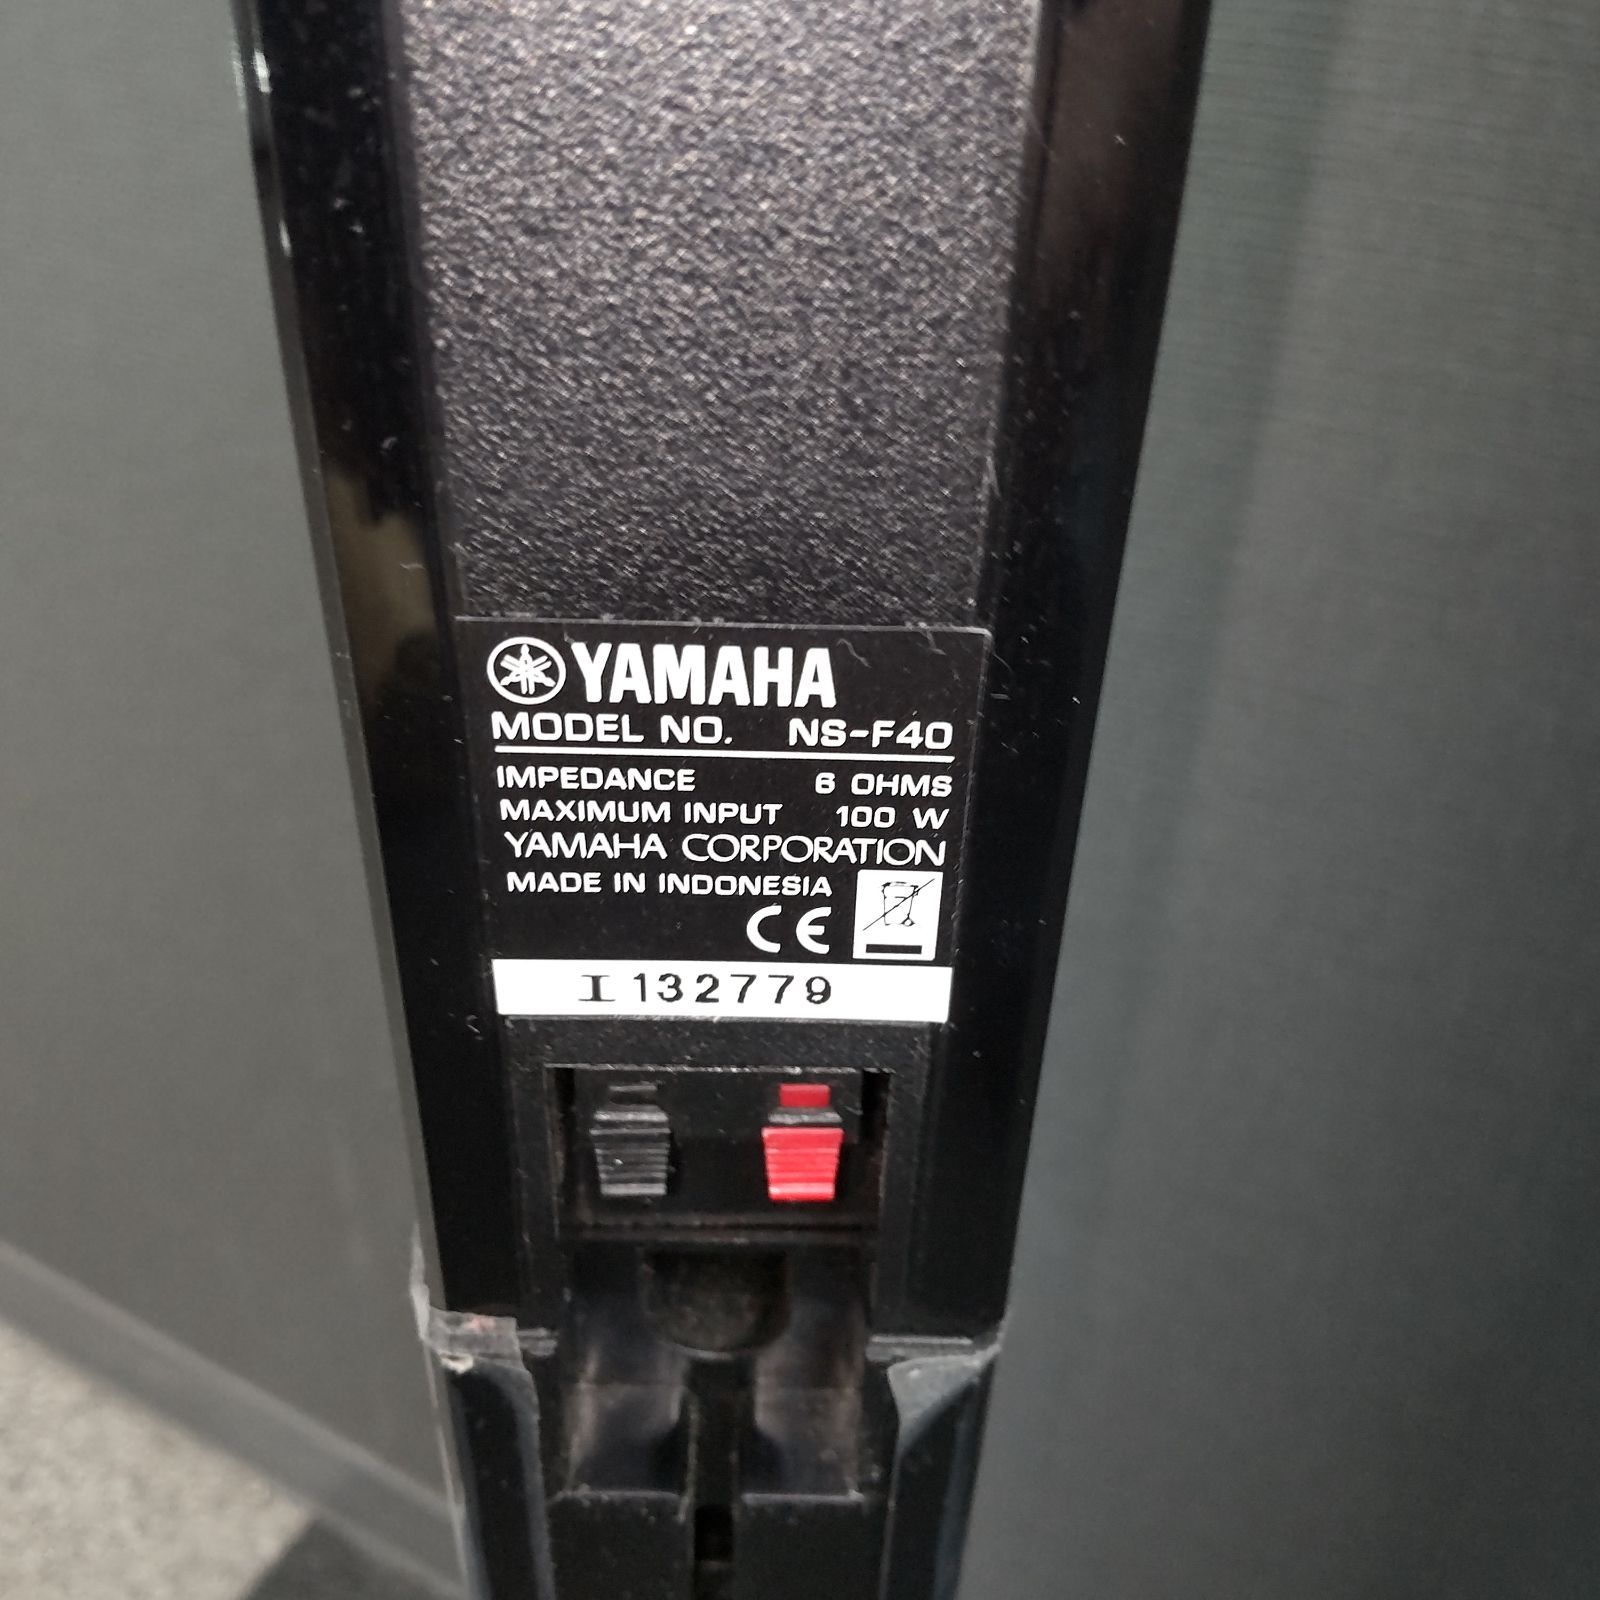 YAMAHA
MODEL NO. NS-F40
IMPEDANCE 6 OHMS
MAXIMUM INPUT 100 W
YAMAHA CORPORATION
MADE IN INDONESIA
CE
I 132779